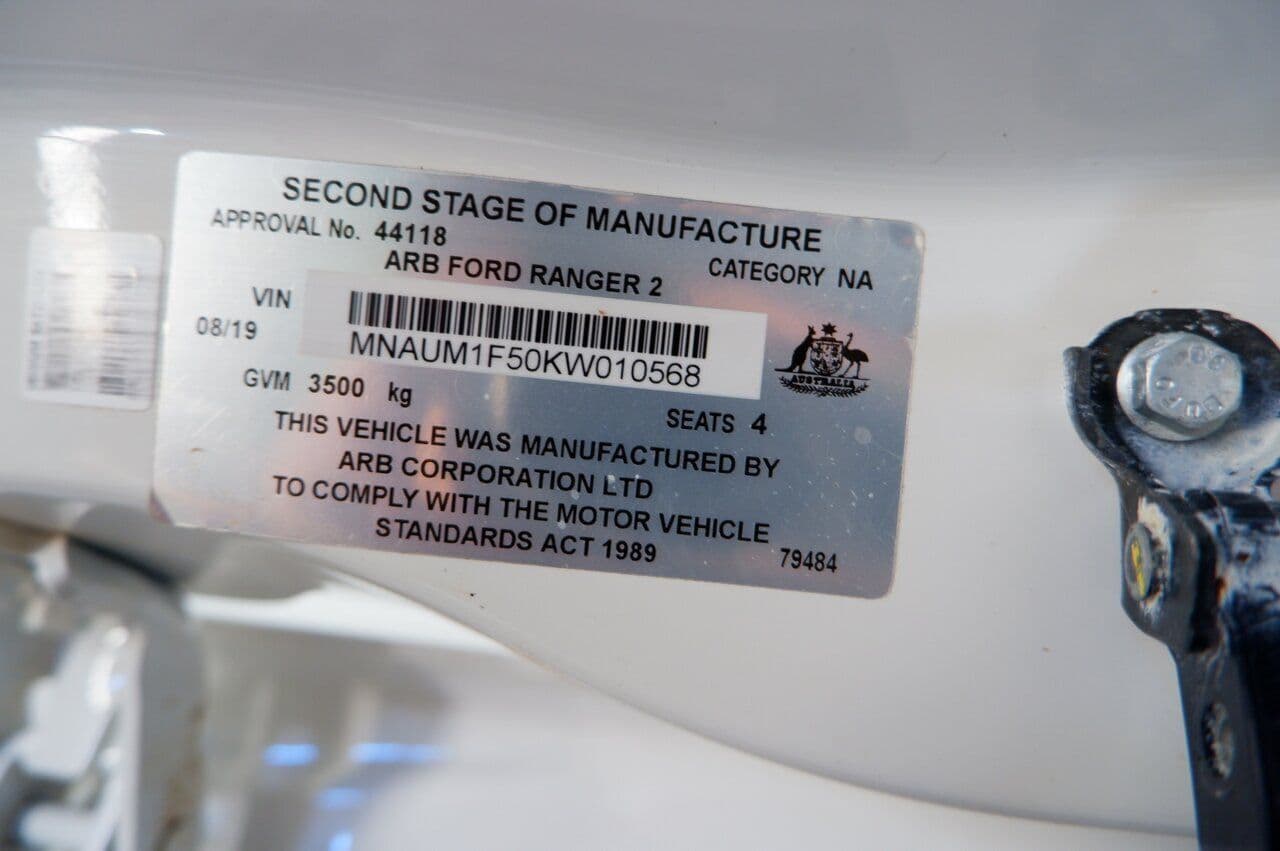 SECOND STAGE OF MANUFACTURE
APPROVAL No. 44118
CATEGORY NA
ARB FORD RANGER 2
VIN
08/19
MNAUM1F50KW010568
AUSTRALIA
GVM 3500 kg
SEATS 4
THIS VEHICLE WAS MANUFACTURED BY
ARB CORPORATION LTD
TO COMPLY WITH THE MOTOR VEHICLE
STANDARDS ACT 1989
79484